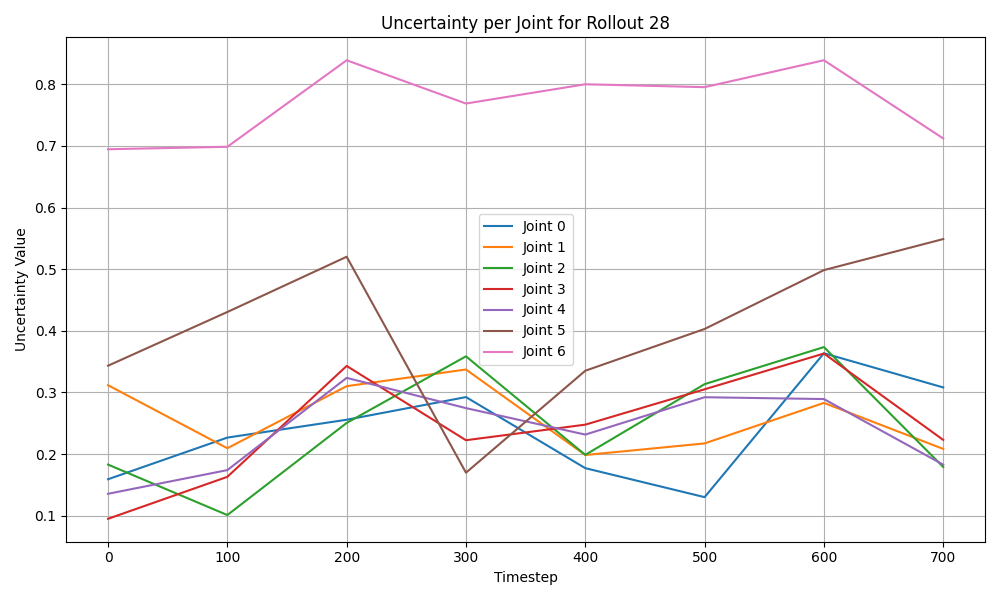 Uncertainty per Joint for Rollout 28
Uncertainty Value
0.8
0.7
0.6
0.5
0.4
0.3
0.2
0.1
Joint 0
Joint 1
Joint 2
Joint 3
Joint 4
Joint 5
Joint 6
0 100 200 300 400 500 600 700
Timestep